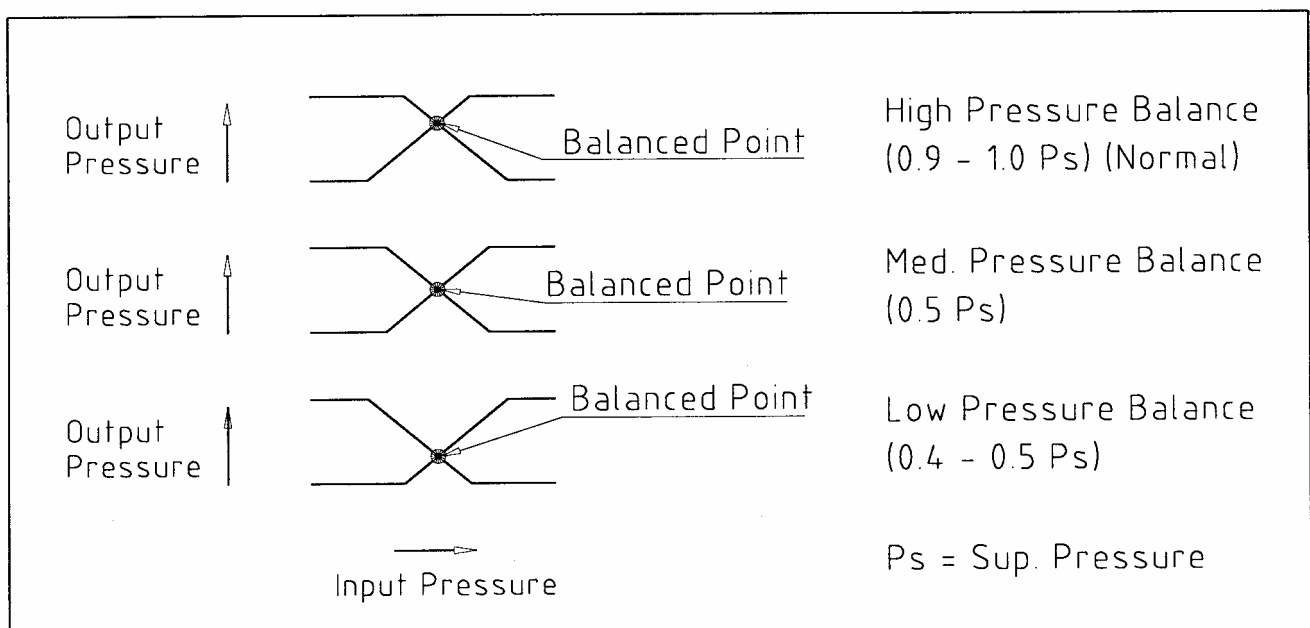 Output
Pressure
Balanced Point
High Pressure Balance
(0.9 - 1.0 Ps) (Normal)
Output
Pressure
Balanced Point
Med. Pressure Balance
(0.5 Ps)
Output
Pressure
Balanced Point
Low Pressure Balance
(0.4 - 0.5 Ps)
Input Pressure
Ps = Sup. Pressure